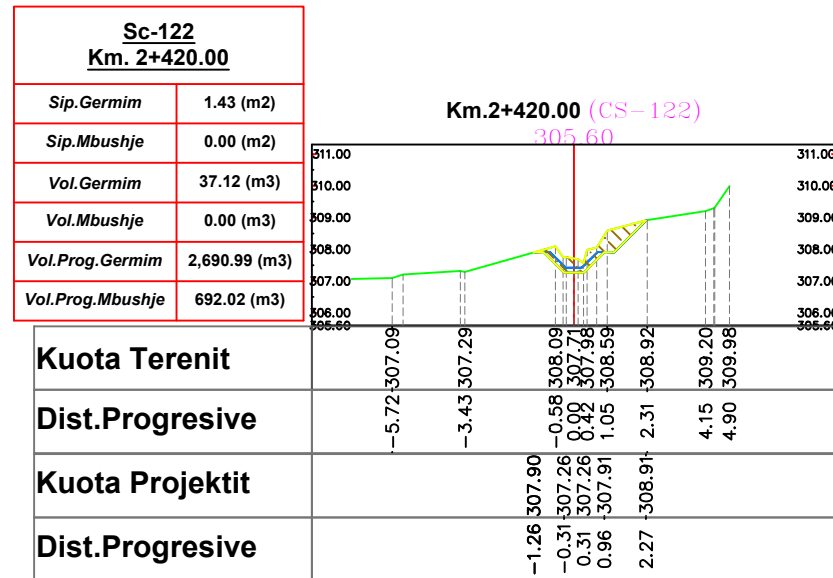 Sc-122
Km. 2+420.00
Sip.Germim 1.43 (m2)
Sip.Mbushje 0.00 (m2)
Vol.Germim 37.12 (m3)
Vol.Mbushje 0.00 (m3)
Vol.Prog.Germim 2,690.99 (m3)
Vol.Prog.Mbushje 692.02 (m3)
Km.2+420.00 (CS-122)
305.60
311.00 311.00
310.00 310.00
309.00 309.00
308.00 308.00
307.00 307.00
306.00 306.00
305.60 305.60
Kuota Terenit 307.09 307.29 308.09 307.71 307.98 308.59 308.92 309.20 309.98
Dist.Progresive -5.72 -3.43 -0.58 0.00 0.42 1.05 2.31 4.15 4.90
Kuota Projektit 307.90 307.26 307.26 307.91 308.91
Dist.Progresive -1.26 -0.31 0.31 0.96 2.27